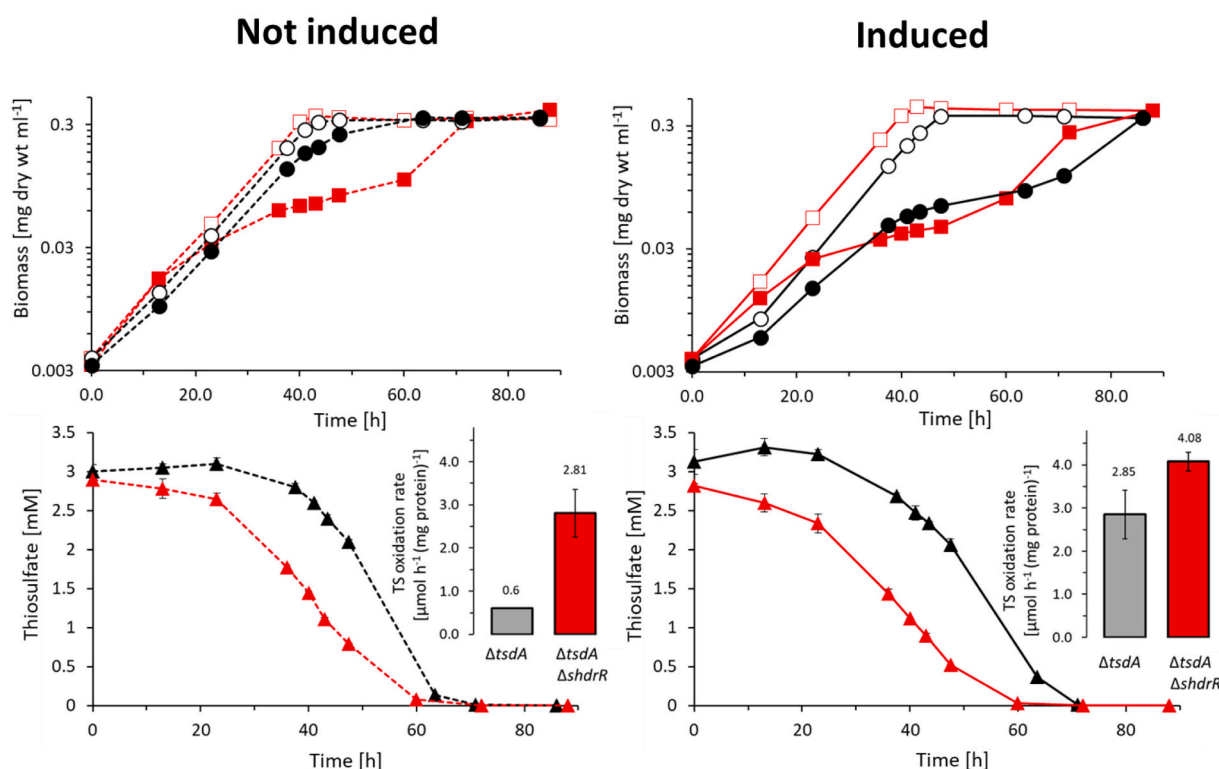 Not induced
Induced
Biomass [mg dry wt ml⁻¹]
0.3
0.03
0.003
0.0
20.0
40.0
60.0
80.0
Time [h]
Biomass [mg dry wt ml⁻¹]
0.3
0.03
0.003
0.0
20.0
40.0
60.0
80.0
Time [h]
Thiosulfate [mM]
3.5
3
2.5
2
1.5
1
0.5
0
0
20
40
60
80
Time [h]
TS oxidation rate
[µmol h⁻¹ (mg protein)⁻¹]
4.0
3.0
2.0
1.0
0.0
0.6
2.81
ΔtsdA
ΔtsdA
ΔshdrR
Thiosulfate [mM]
3.5
3
2.5
2
1.5
1
0.5
0
0
20
40
60
80
Time [h]
TS oxidation rate
[µmol h⁻¹ (mg protein)⁻¹]
4.0
3.0
2.0
1.0
0.0
2.85
4.08
ΔtsdA
ΔtsdA
ΔshdrR